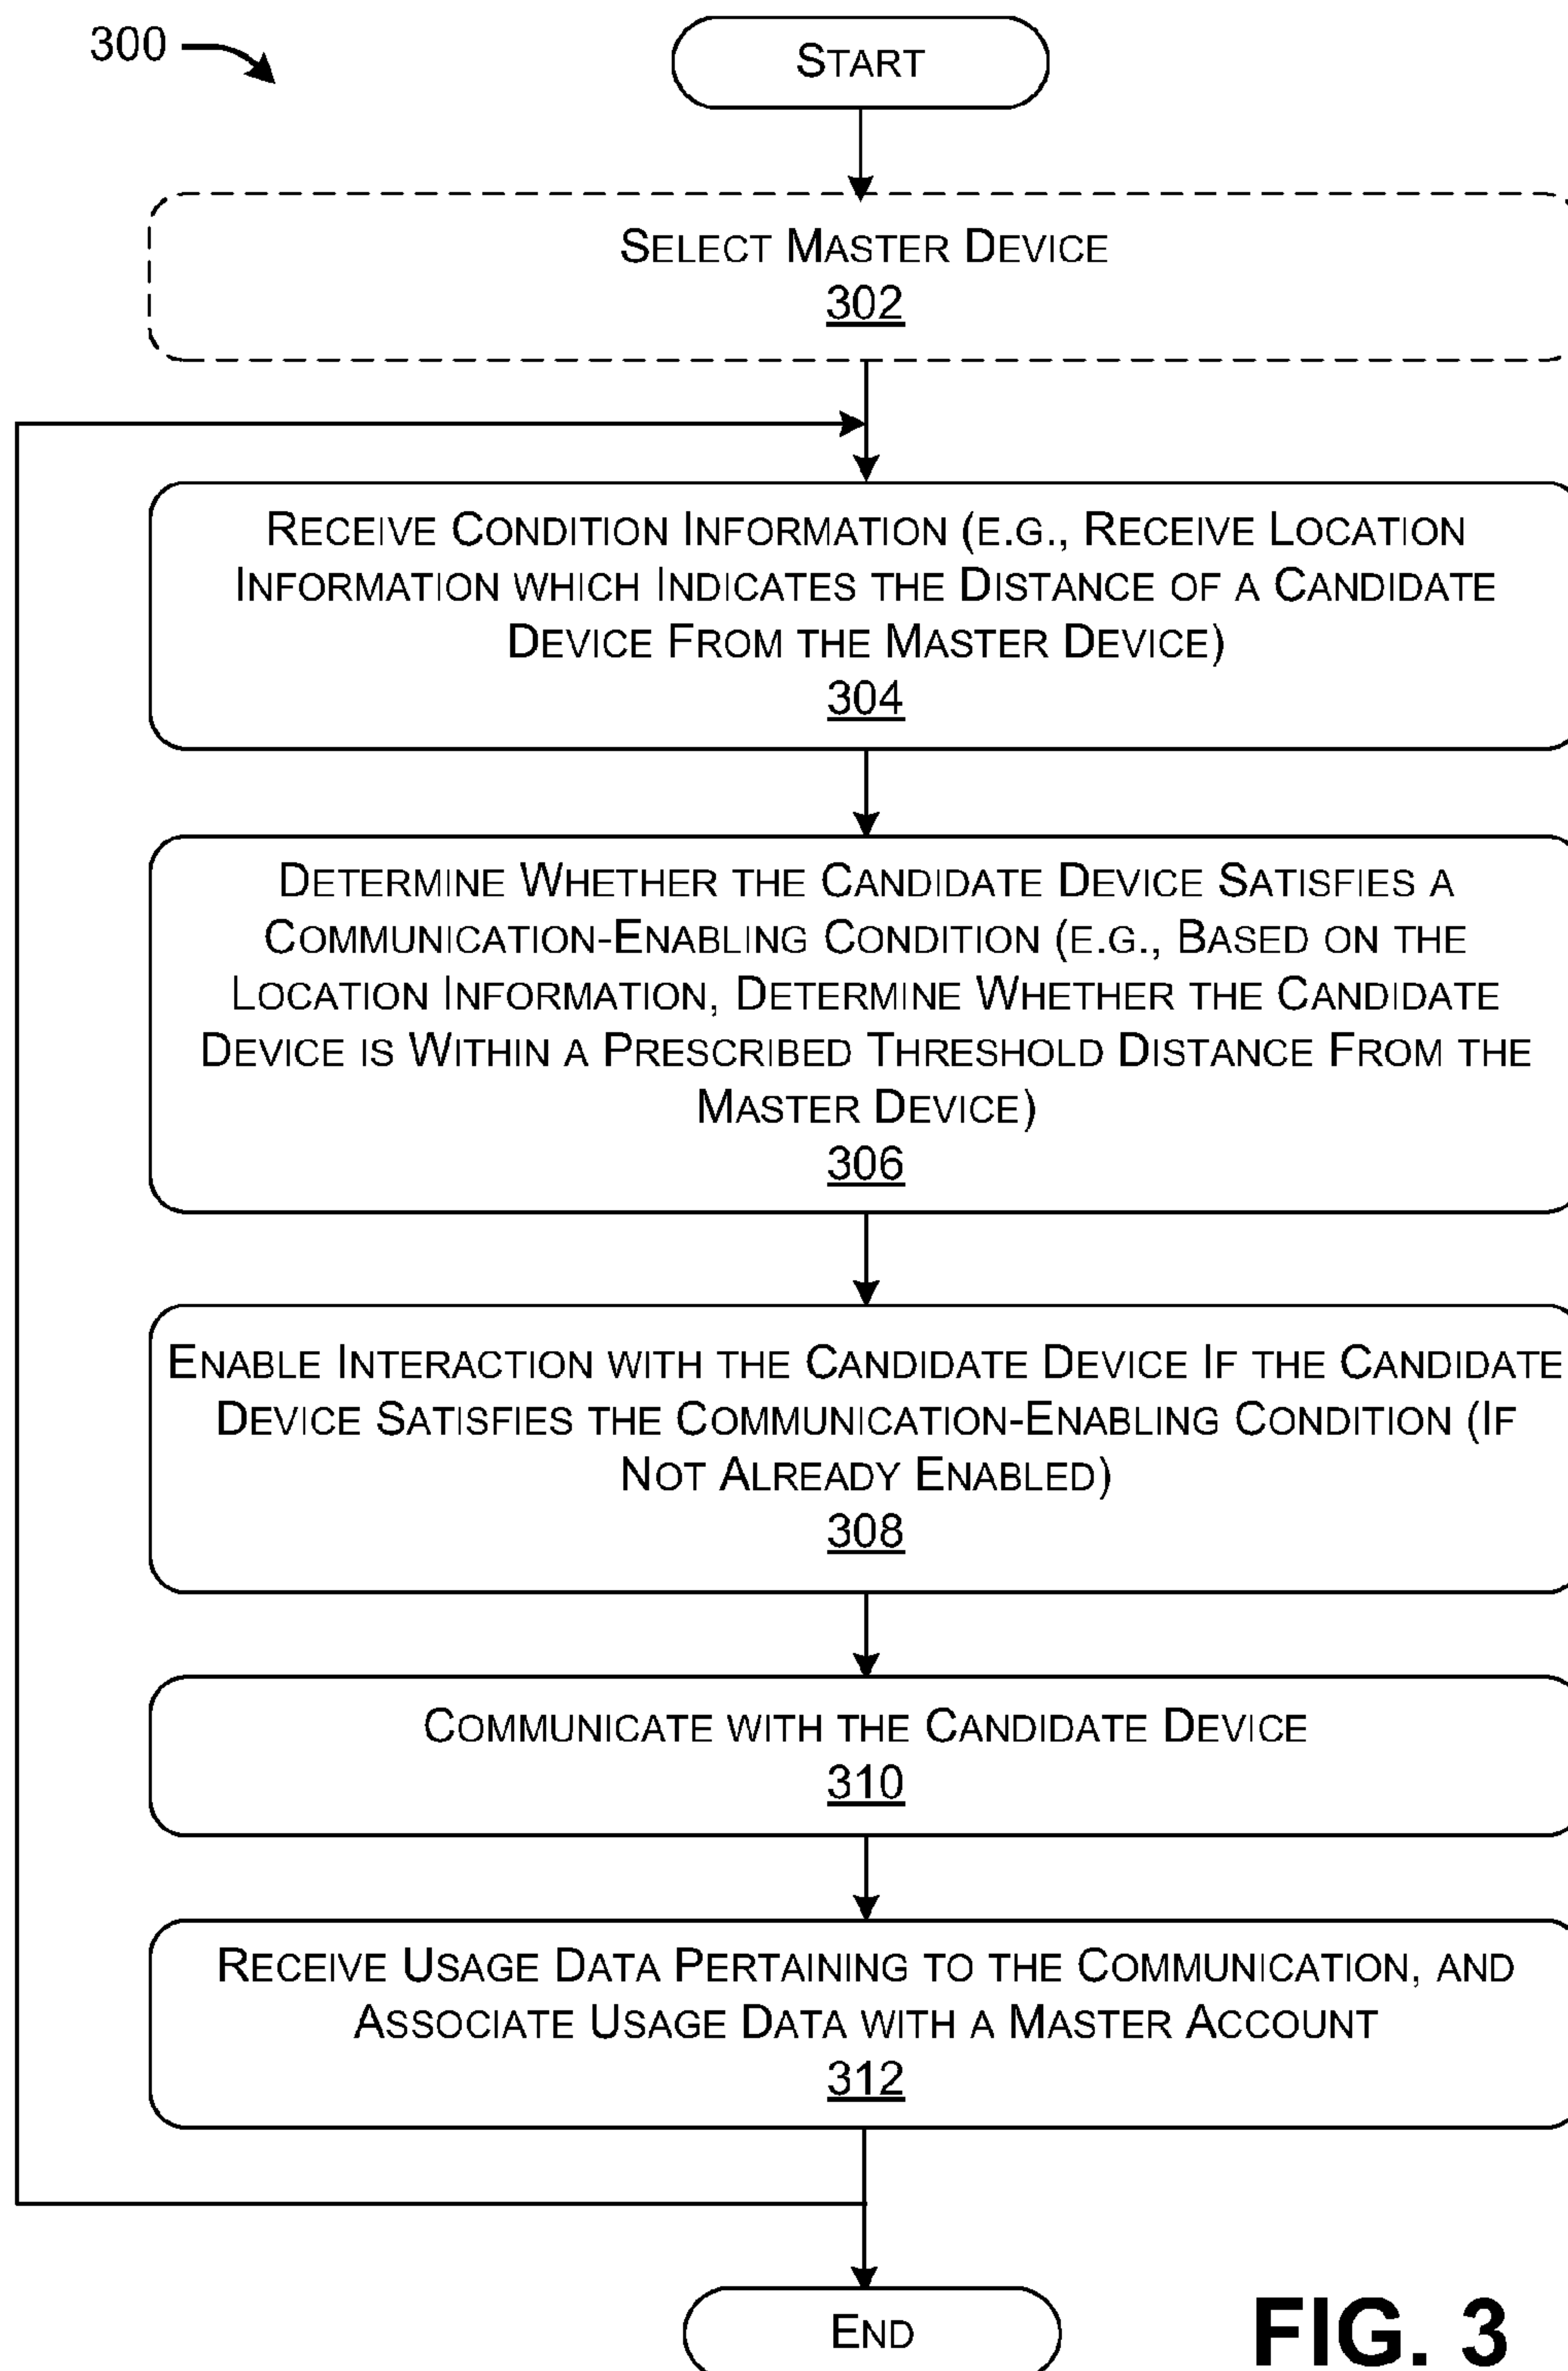 300
START
SELECT MASTER DEVICE
302
RECEIVE CONDITION INFORMATION (E.G., RECEIVE LOCATION
INFORMATION WHICH INDICATES THE DISTANCE OF A CANDIDATE
DEVICE FROM THE MASTER DEVICE)
304
DETERMINE WHETHER THE CANDIDATE DEVICE SATISFIES A
COMMUNICATION-ENABLING CONDITION (E.G., BASED ON THE
LOCATION INFORMATION, DETERMINE WHETHER THE CANDIDATE
DEVICE IS WITHIN A PRESCRIBED THRESHOLD DISTANCE FROM THE
MASTER DEVICE)
306
ENABLE INTERACTION WITH THE CANDIDATE DEVICE IF THE CANDIDATE
DEVICE SATISFIES THE COMMUNICATION-ENABLING CONDITION (IF
NOT ALREADY ENABLED)
308
COMMUNICATE WITH THE CANDIDATE DEVICE
310
RECEIVE USAGE DATA PERTAINING TO THE COMMUNICATION, AND
ASSOCIATE USAGE DATA WITH A MASTER ACCOUNT
312
END
FIG. 3